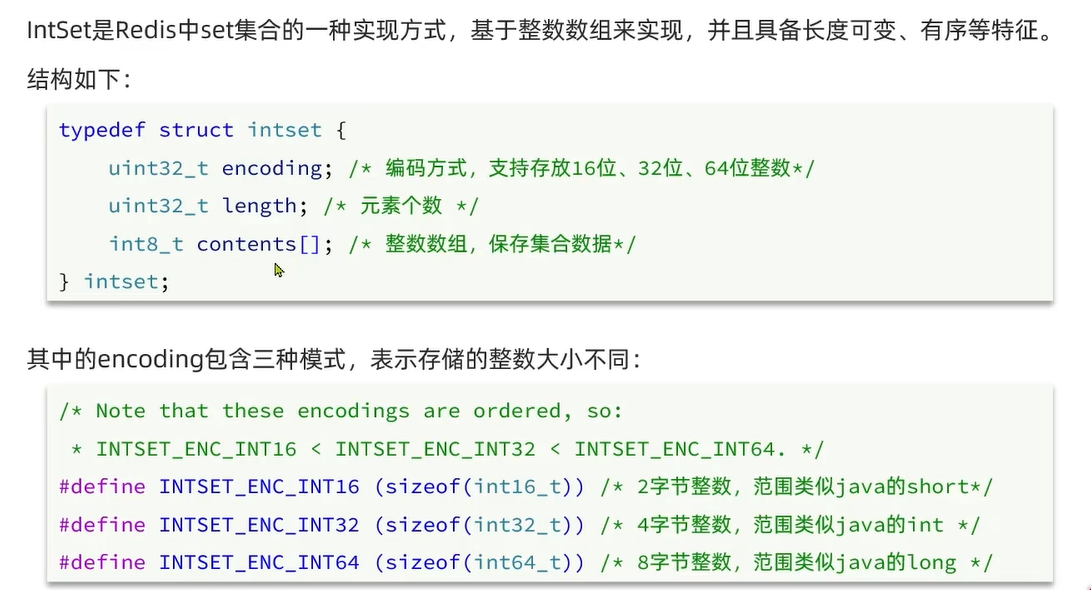 IntSet是Redis中set集合的一种实现方式，基于整数数组来实现，并且具备长度可变、有序等特征。
结构如下：
typedef struct intset {
    uint32_t encoding; /* 编码方式，支持存放16位、32位、64位整数*/
    uint32_t length; /* 元素个数 */
    int8_t contents[]; /* 整数数组，保存集合数据*/
} intset;
其中的encoding包含三种模式，表示存储的整数大小不同：
/* Note that these encodings are ordered, so:
 * INTSET_ENC_INT16 < INTSET_ENC_INT32 < INTSET_ENC_INT64. */
#define INTSET_ENC_INT16 (sizeof(int16_t)) /* 2字节整数，范围类似java的short*/
#define INTSET_ENC_INT32 (sizeof(int32_t)) /* 4字节整数，范围类似java的int */
#define INTSET_ENC_INT64 (sizeof(int64_t)) /* 8字节整数，范围类似java的long */